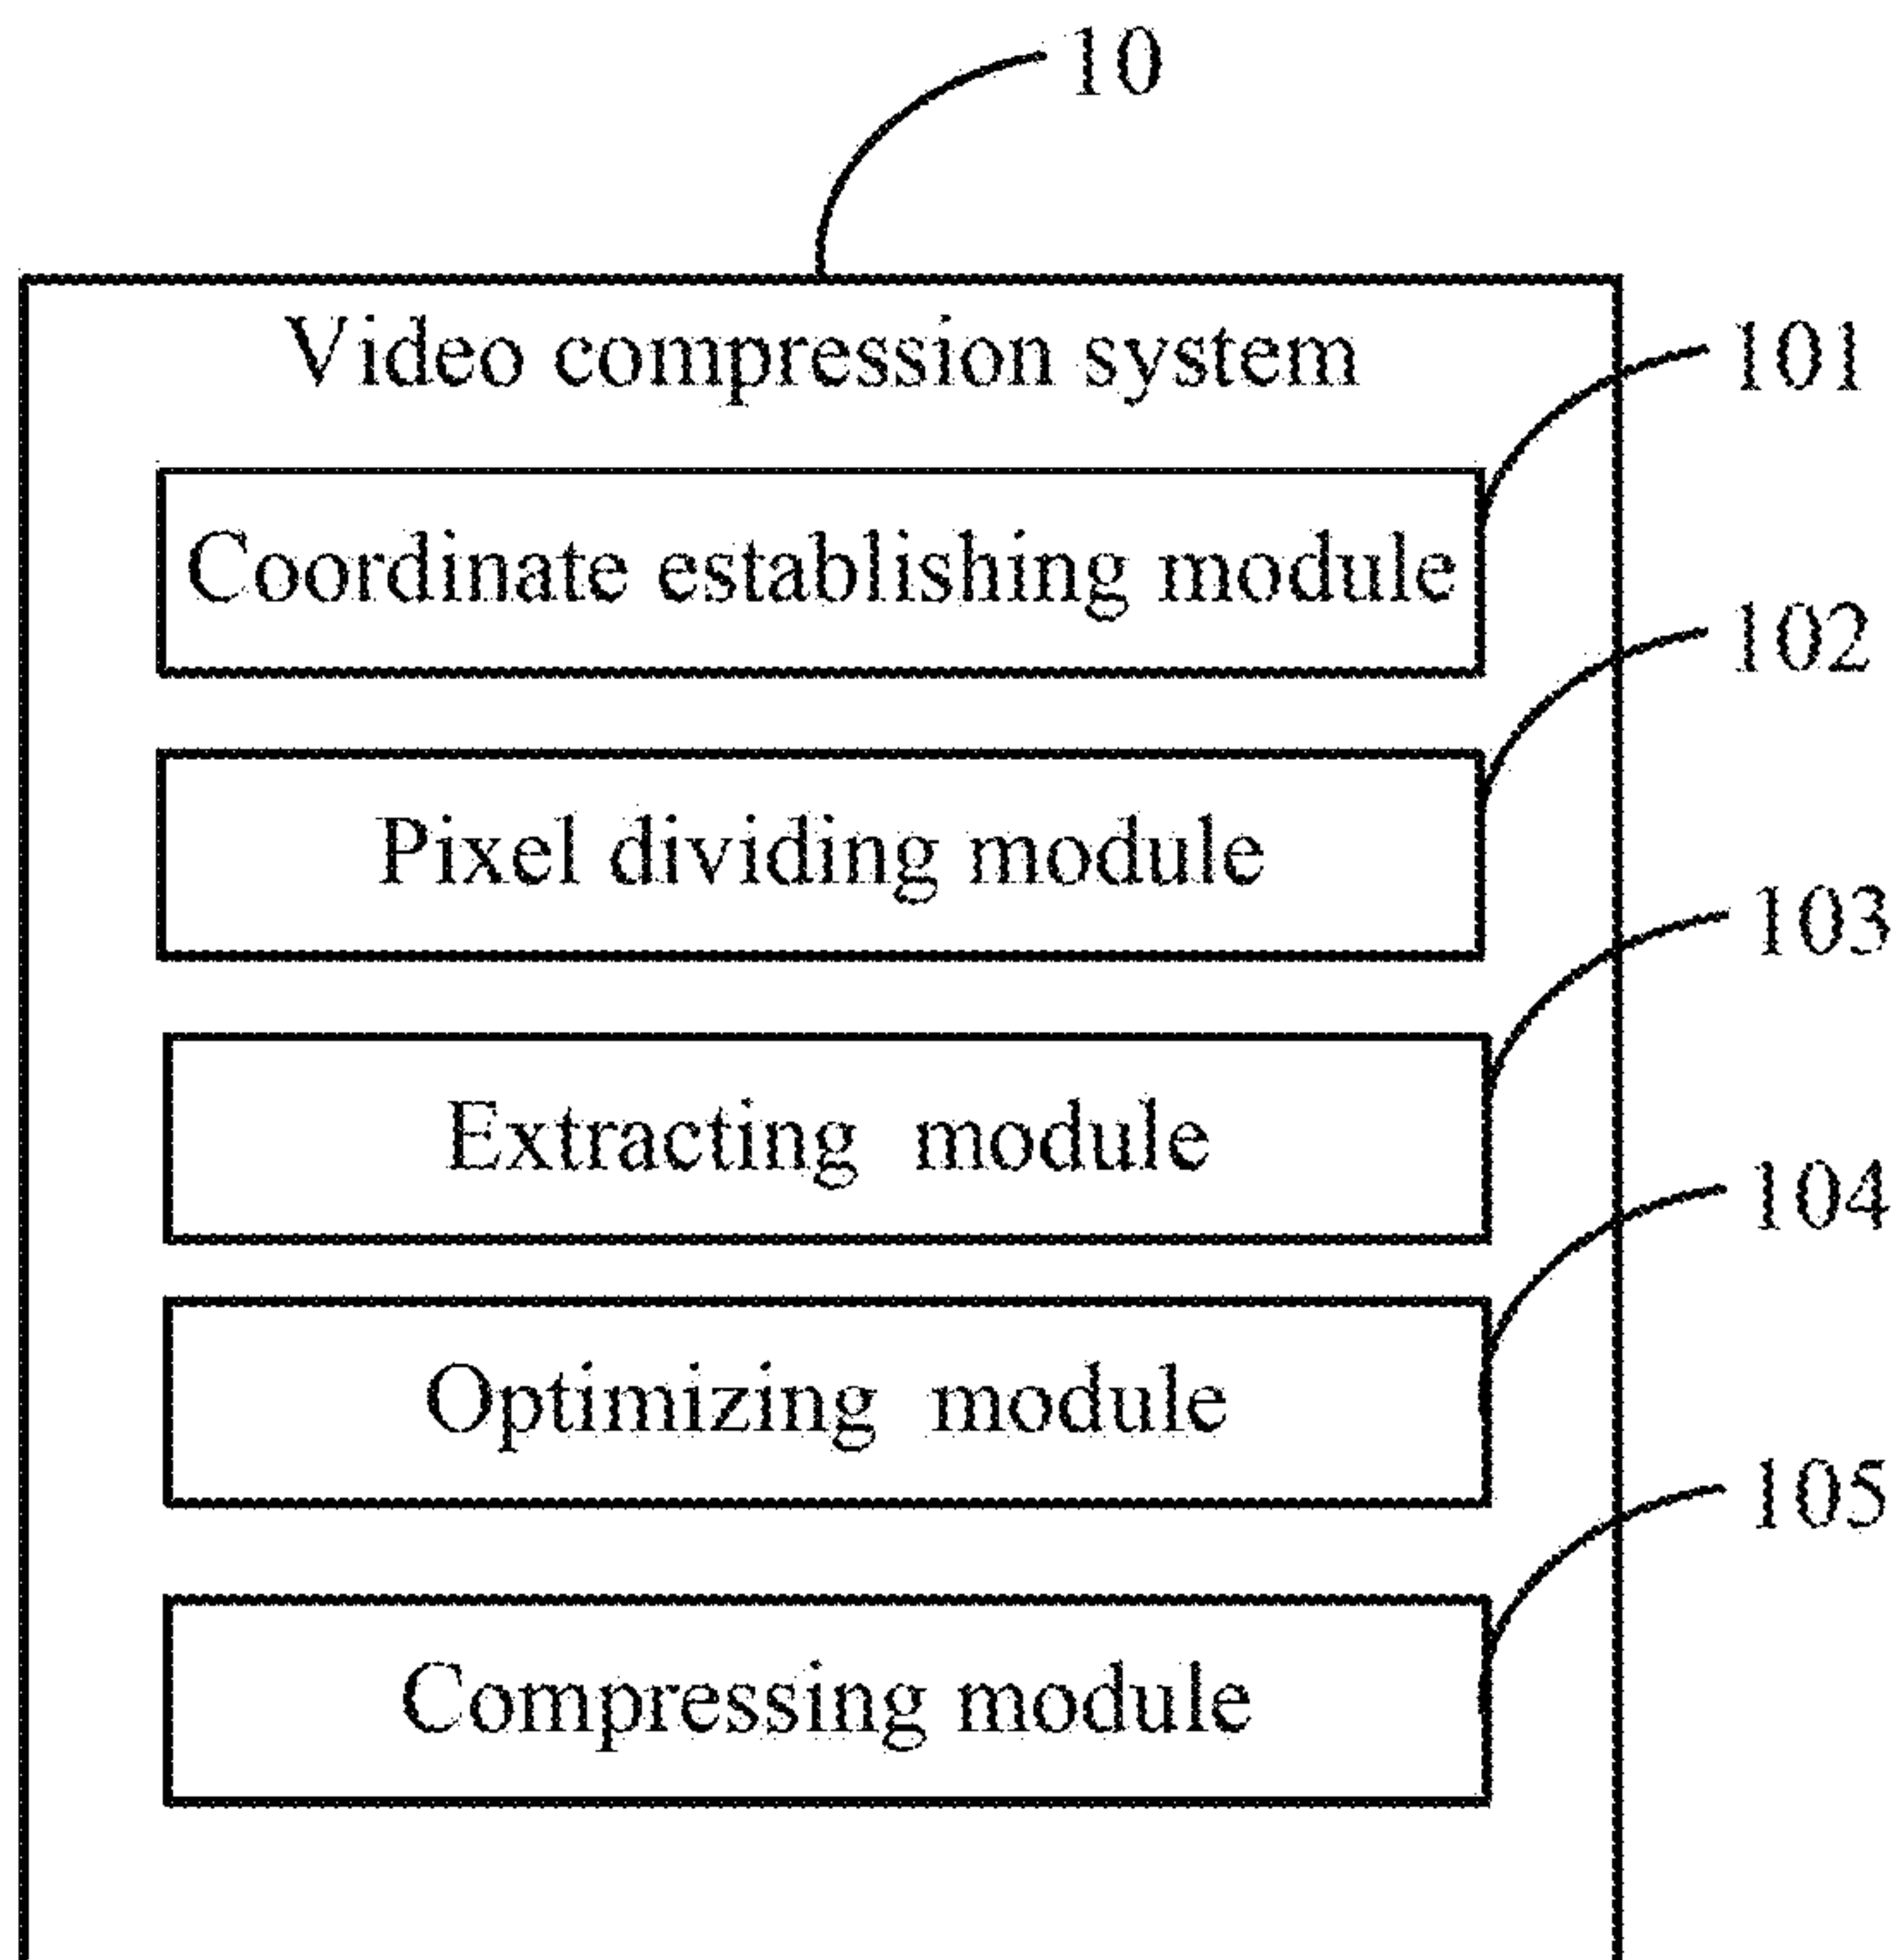 10
Video compression system
101
Coordinate establishing module
102
Pixel dividing module
103
Extracting module
104
Optimizing module
105
Compressing module